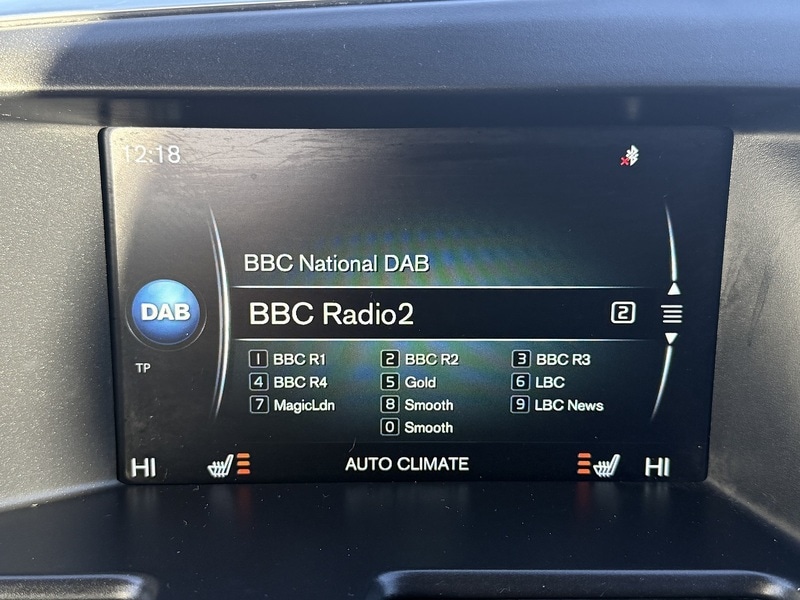 12:18
BBC National DAB
DAB
BBC Radio2 2
TP
1 BBC R1 2 BBC R2 3 BBC R3
4 BBC R4 5 Gold 6 LBC
7 MagicLdn 8 Smooth 9 LBC News
0 Smooth
HI AUTO CLIMATE HI